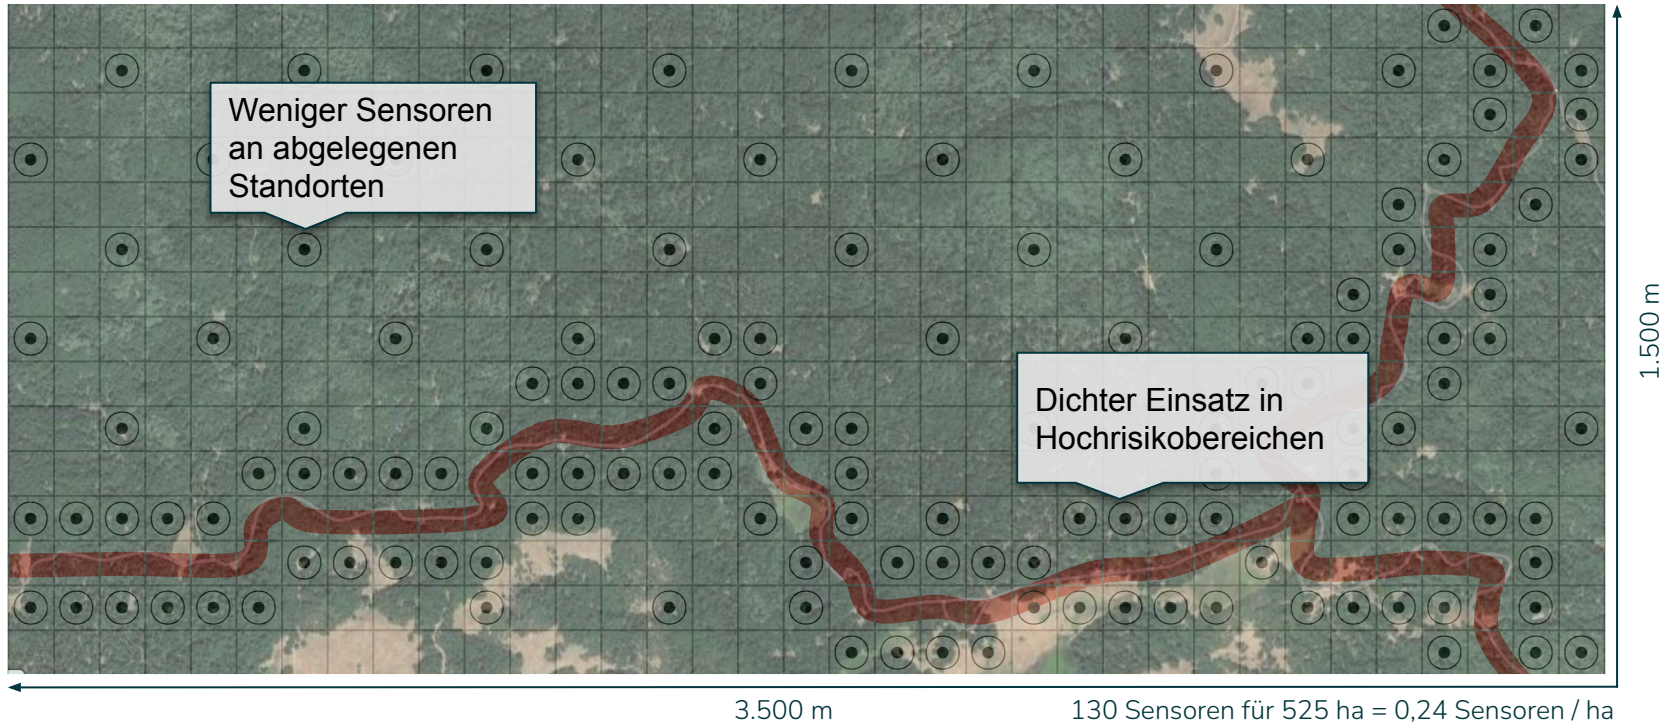 Weniger Sensoren
an abgelegenen
Standorten
Dichter Einsatz in
Hochrisikobereichen
1.500 m
3.500 m
130 Sensoren für 525 ha = 0,24 Sensoren / ha